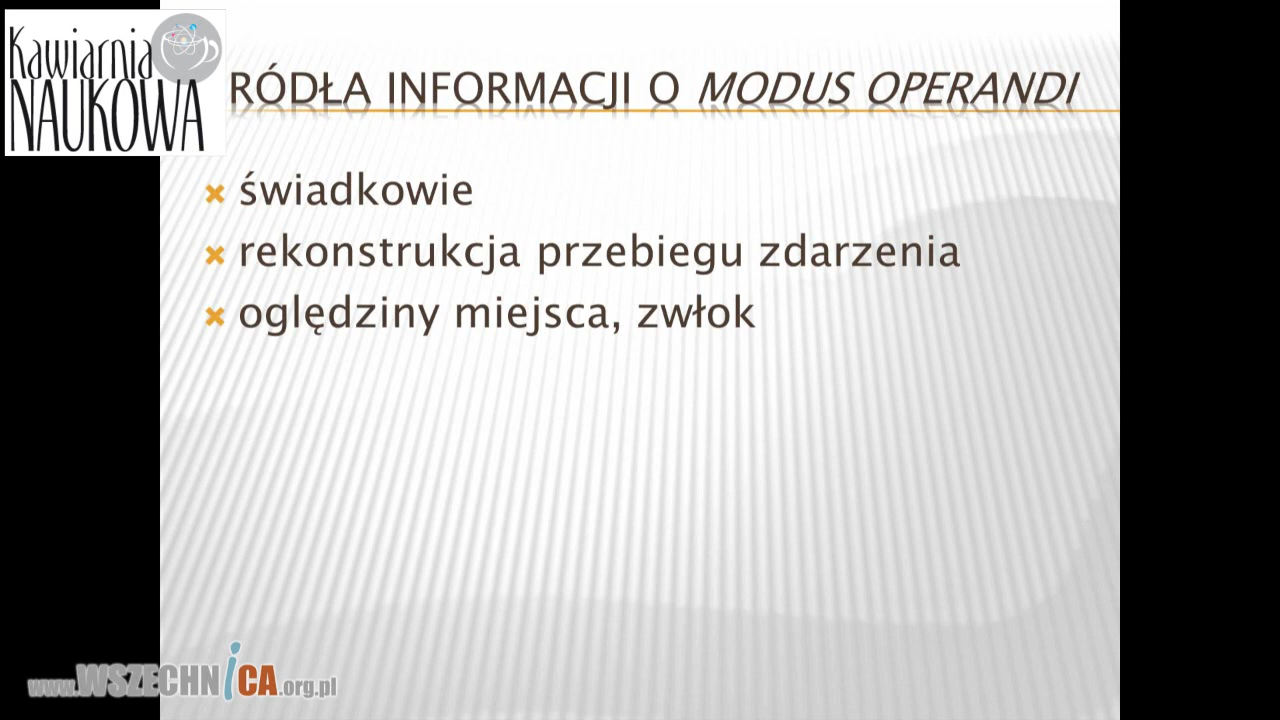 Kawiarnia
NAUKOWA
RÓDŁA INFORMACJI O MODUS OPERANDI
świadkowie
rekonstrukcja przebiegu zdarzenia
oględziny miejsca, zwłok
www.WSZECHNiCA.org.pl